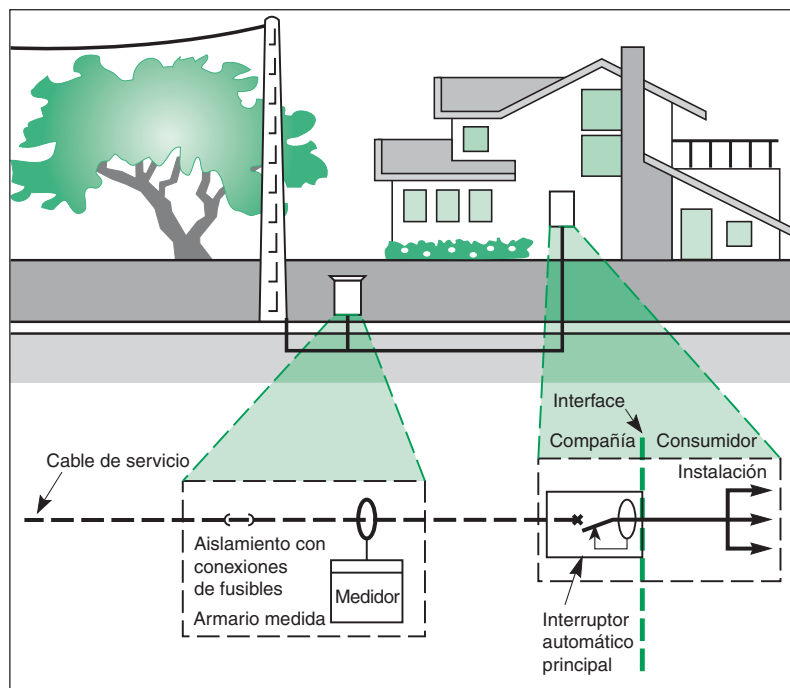 Interface
Compañía
Consumidor
Cable de servicio
Instalación
Aislamiento con
conexiones
de fusibles
Medidor
Armario medida
Interruptor
automático
principal